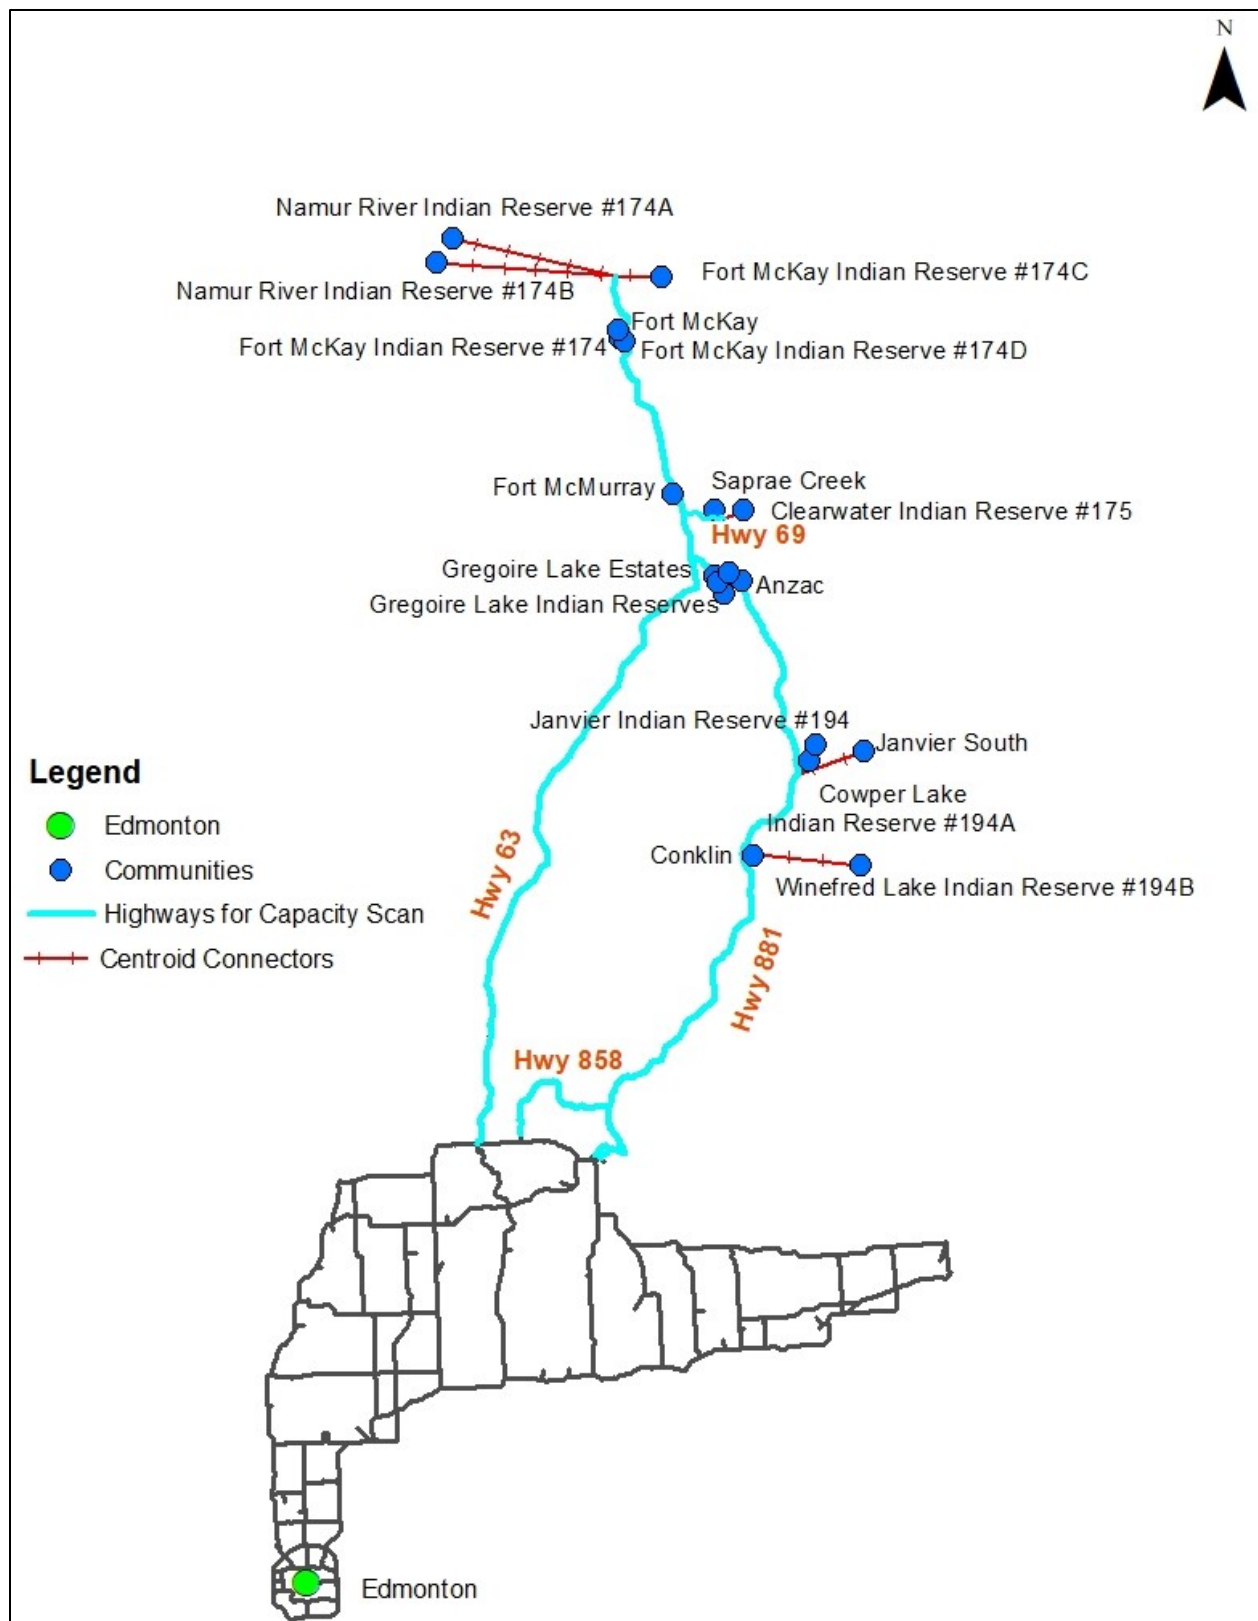 N
Namur River Indian Reserve #174A
Fort McKay Indian Reserve #174C
Namur River Indian Reserve #174B
Fort McKay
Fort McKay Indian Reserve #174
Fort McKay Indian Reserve #174D
Saprae Creek
Fort McMurray
Clearwater Indian Reserve #175
Hwy 69
Gregoire Lake Estates
Anzac
Gregoire Lake Indian Reserves
Janvier Indian Reserve #194
Janvier South
Cowper Lake
Indian Reserve #194A
Conklin
Winefred Lake Indian Reserve #194B
Hwy 63
Hwy 881
Hwy 858
Legend
Edmonton
Communities
Highways for Capacity Scan
Centroid Connectors
Edmonton